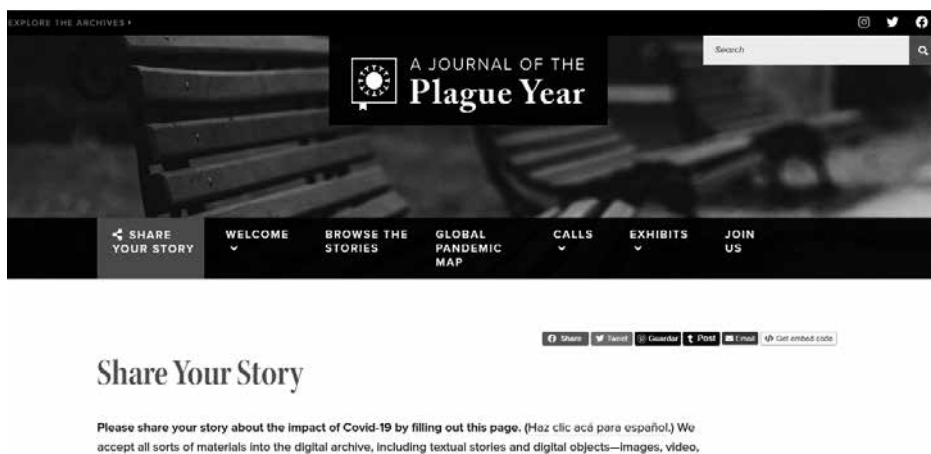 EXPLORE THE ARCHIVES
Search
A JOURNAL OF THE
Plague Year
SHARE
YOUR STORY
WELCOME
BROWSE THE
STORIES
GLOBAL
PANDEMIC
MAP
CALLS
EXHIBITS
JOIN
US
Share Tweet Guardar Post Email Get embed code
Share Your Story
Please share your story about the impact of Covid-19 by filling out this page. (Haz clic acá para español.) We
accept all sorts of materials into the digital archive, including textual stories and digital objects—images, video,